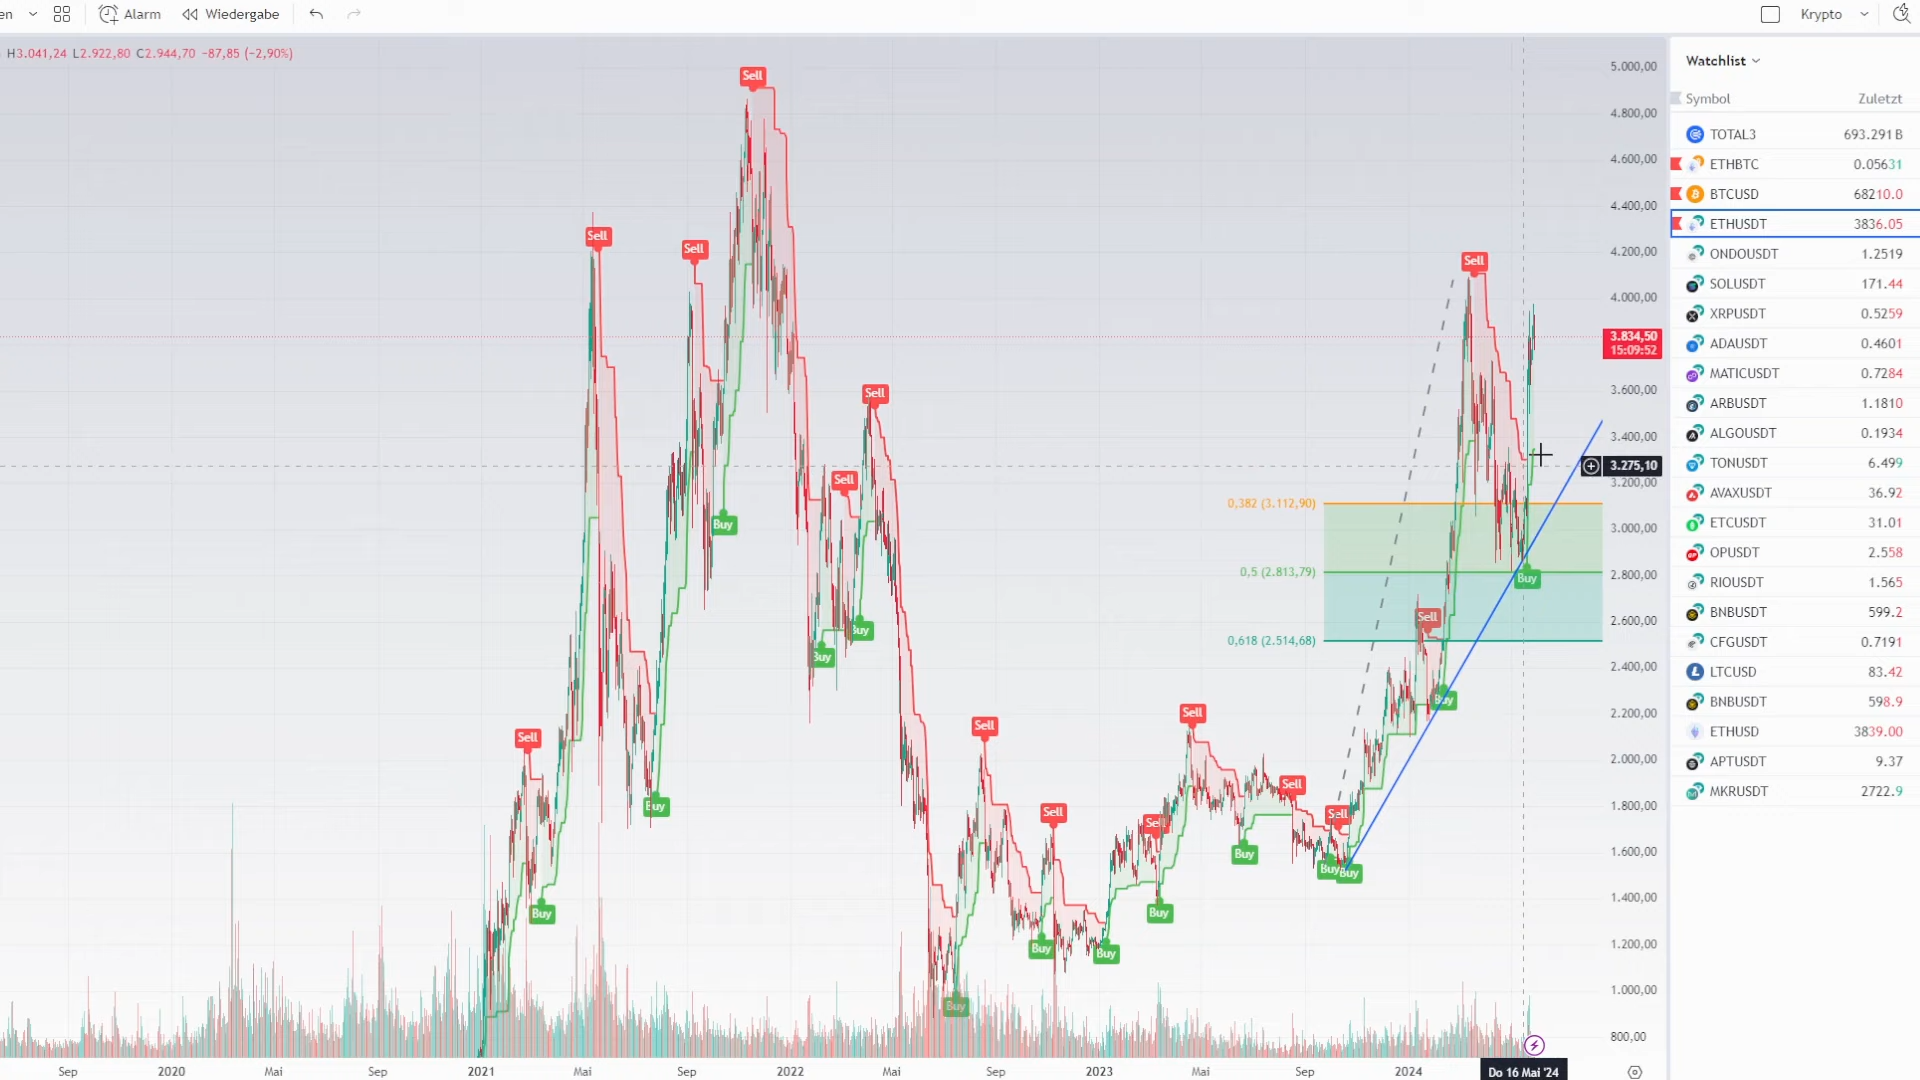 en Alarm Wiedergabe Krypto
H3.041,24 L2.922,80 C2.944,70 −87,85 (−2,90%)
Watchlist
Symbol Zuletzt
TOTAL3 693.291 B
ETHBTC 0.05631
BTCUSD 68210.0
ETHUSDT 3836.05
ONDOUSDT 1.2519
SOLUSDT 171.44
XRPUSDT 0.5259
ADAUSDT 0.4601
MATICUSDT 0.7284
ARBUSDT 1.1810
ALGOUSDT 0.1934
TONUSDT 6.499
AVAXUSDT 36.92
ETCUSDT 31.01
OPUSDT 2.558
RIOUSDT 1.565
BNBUSDT 599.2
CFGUSDT 0.7191
LTCUSD 83.42
BNBUSDT 598.9
ETHUSD 3839.00
APTUSDT 9.37
MKRUSDT 2722.9
5.000,00
4.800,00
4.600,00
4.400,00
4.200,00
4.000,00
3.834,50
15:09:52
3.600,00
3.400,00
3.275,10
3.200,00
3.000,00
2.800,00
2.600,00
2.400,00
2.200,00
2.000,00
1.800,00
1.600,00
1.400,00
1.200,00
1.000,00
800,00
Sell
Sell
Sell
Sell
Sell
Sell
Buy
0,382 (3.112,90)
0,5 (2.813,79)
Buy
0,618 (2.514,68)
Sell
Buy
Buy
Buy
Sell
Sell
Sell
Buy
Sell
Sell
Buy
Sell
Sell
Buy
Buy
Buy
Buy
Buy
Buy
Buy
Buy
Sep 2020 Mai Sep 2021 Mai Sep 2022 Mai Sep 2023 Mai Sep 2024 Do 16 Mai '24